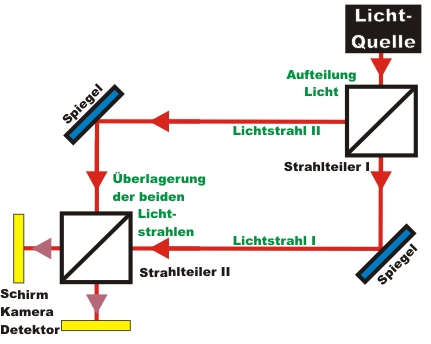 Licht-
Quelle
Aufteilung
Licht
Spiegel
Lichtstrahl II
Strahlteiler I
Überlagerung
der beiden
Licht-
strahlen
Lichtstrahl I
Strahlteiler II
Spiegel
Schirm
Kamera
Detektor